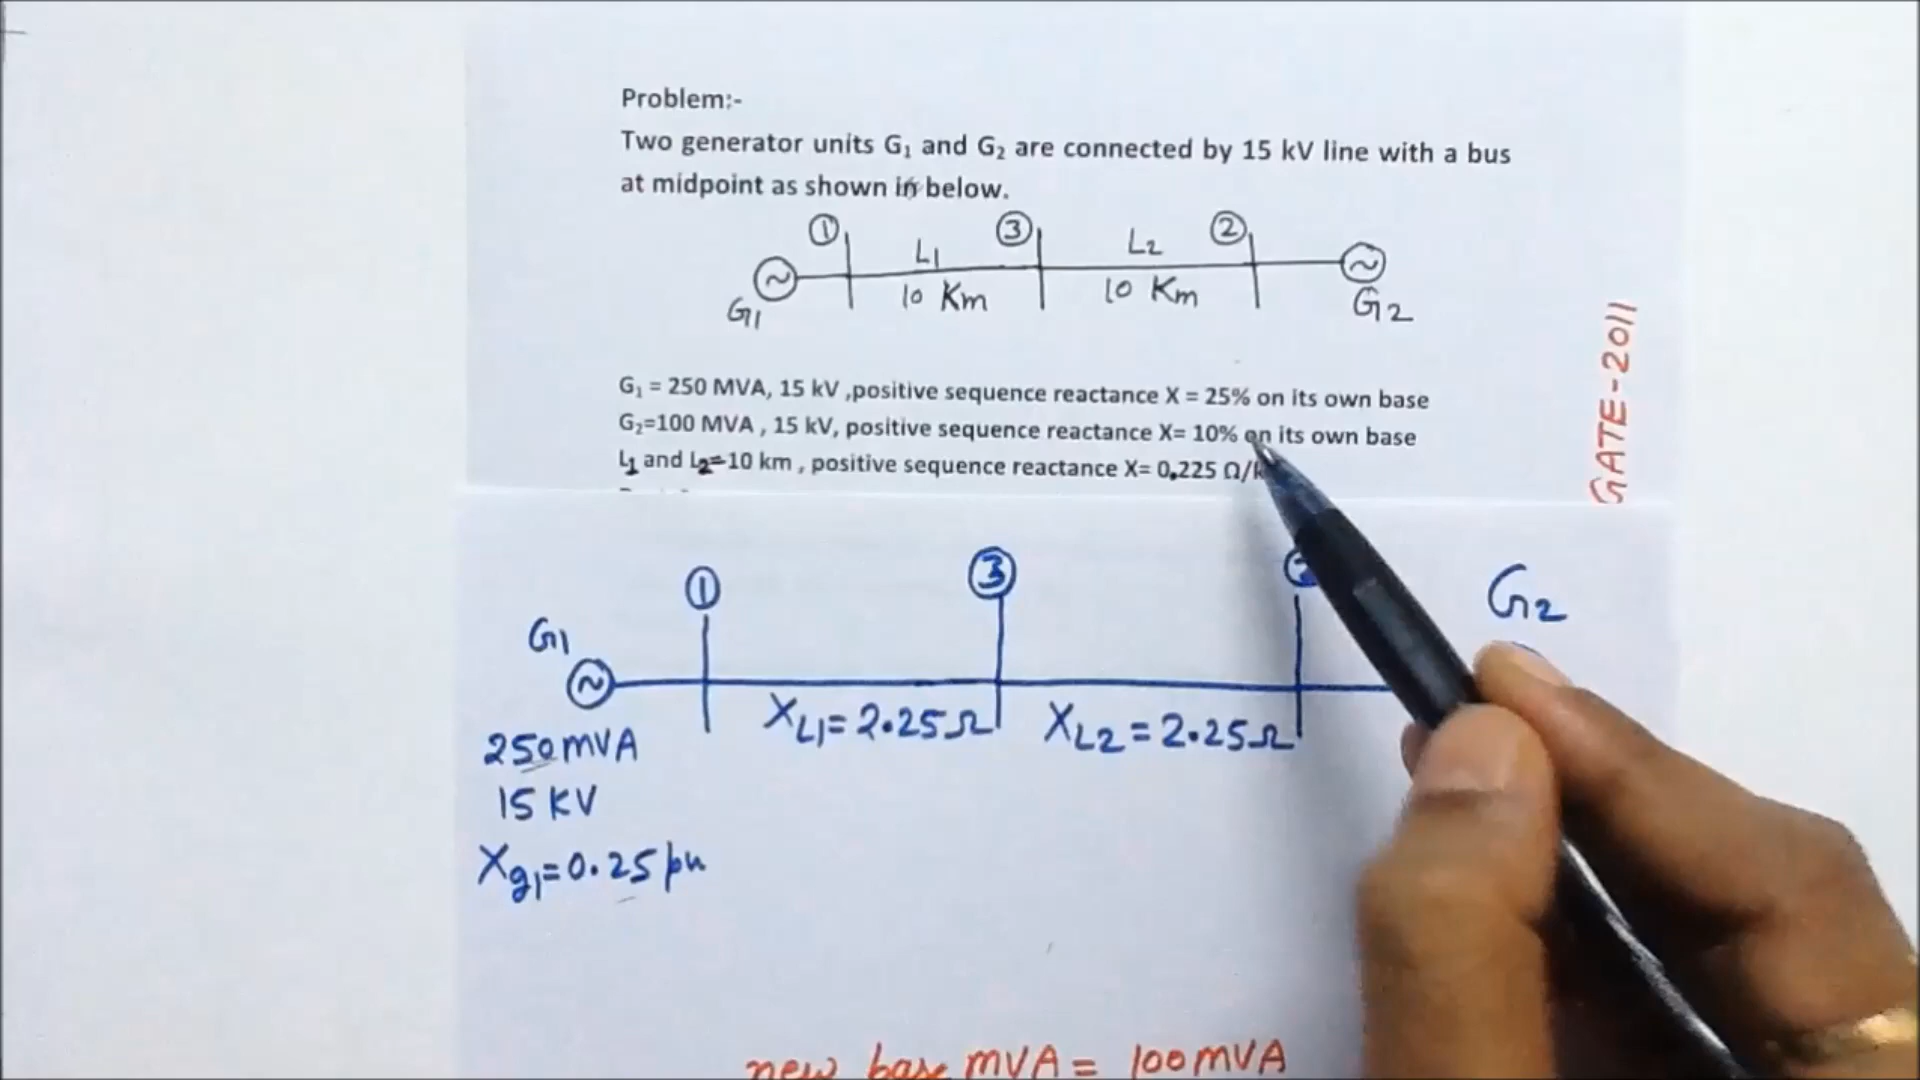 Problem:-
Two generator units G₁ and G₂ are connected by 15 kV line with a bus
at midpoint as shown in below.
① ③ ②
L1 L2
10 Km 10 Km
G1 G2
G₁ = 250 MVA, 15 kV ,positive sequence reactance X = 25% on its own base
G₂=100 MVA , 15 kV, positive sequence reactance X= 10% on its own base
L1 and L2=10 km , positive sequence reactance X= 0.225 Ω/
GATE-2011
① ③
G1 G2
XL1=2.25Ω XL2=2.25Ω
250MVA
15 KV
Xg1=0.25 pu
new base MVA = 100MVA